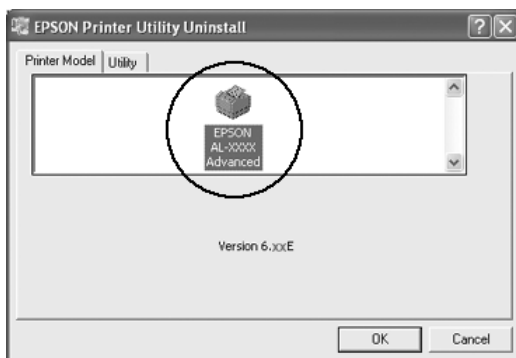 EPSON Printer Utility Uninstall
Printer Model
Utility
EPSON
AL-XXXX
Advanced
Version 6.xxE
OK
Cancel